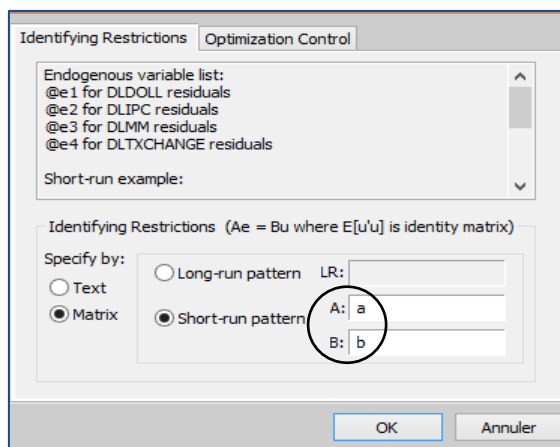 Identifying Restrictions Optimization Control
Endogenous variable list:
@e1 for DLDOLL residuals
@e2 for DLIPC residuals
@e3 for DLMM residuals
@e4 for DLTXCHANGE residuals
Short-run example:
Identifying Restrictions (Ae = Bu where E[u'u] is identity matrix)
Specify by:
Text
Matrix
Long-run pattern LR:
Short-run pattern A: a
B: b
OK Annuler